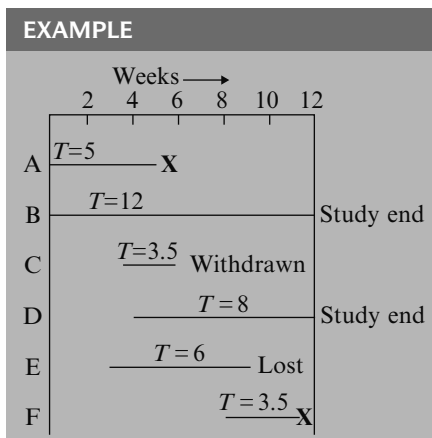 EXAMPLE
Weeks
2 4 6 8 10 12
A T=5 X
B T=12 Study end
C T=3.5 Withdrawn
D T = 8 Study end
E T = 6 Lost
F T = 3.5 X